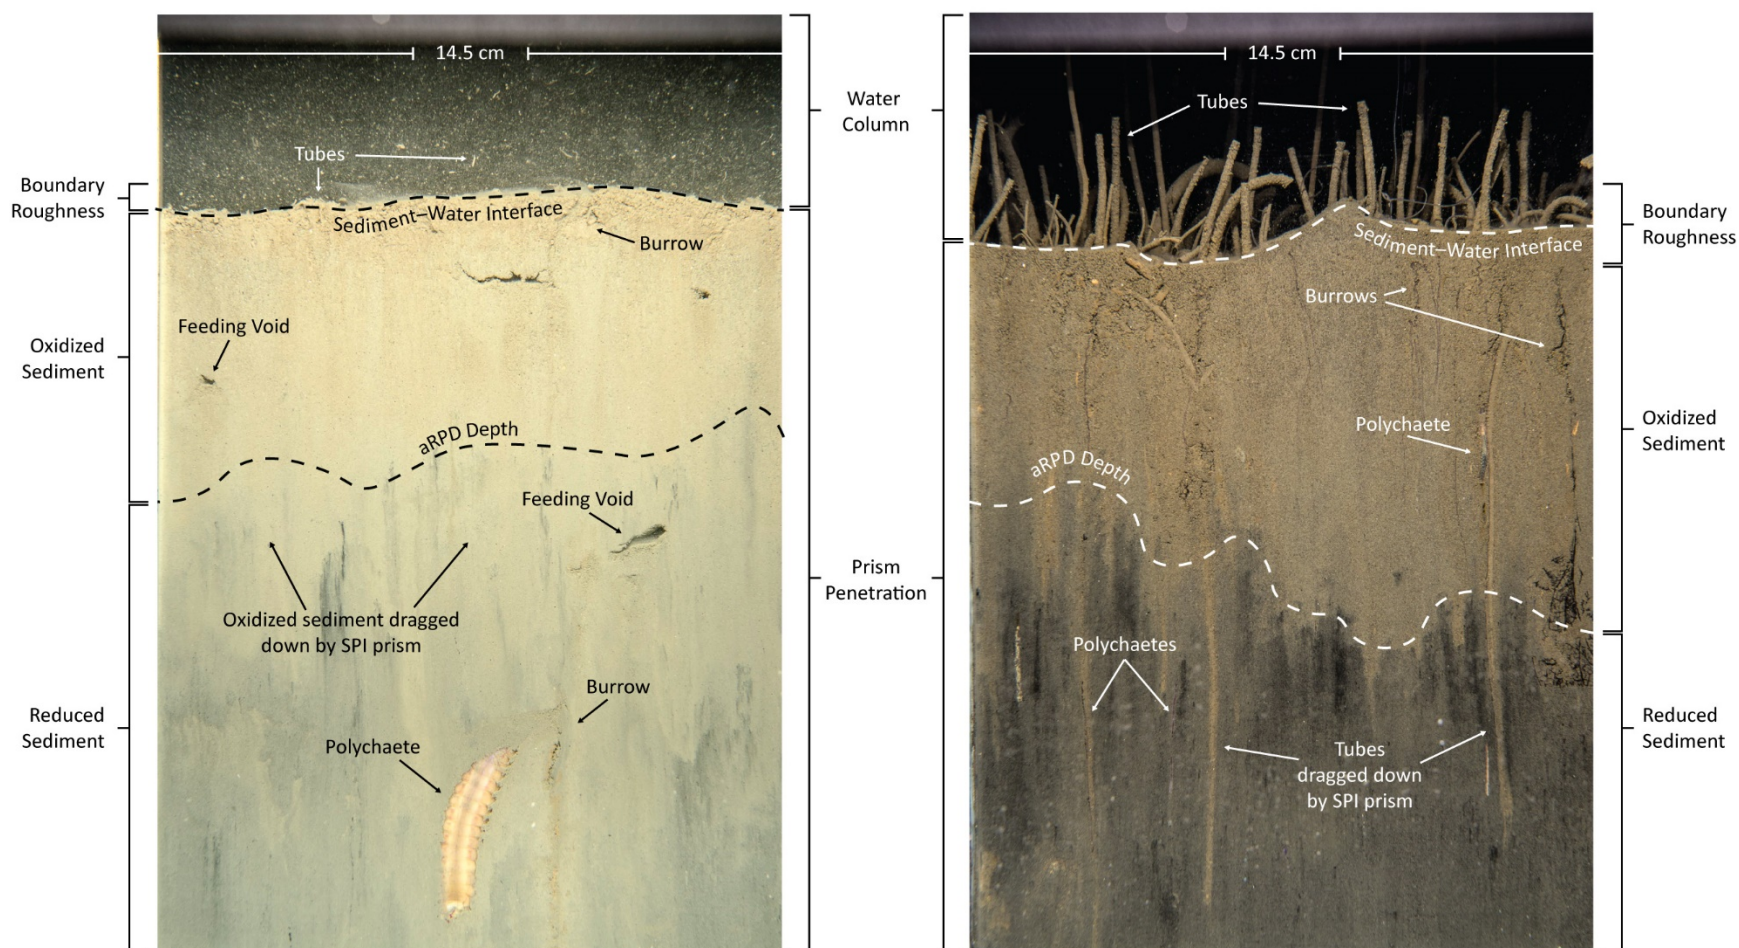 14.5 cm
Tubes
Boundary
Roughness
Sediment–Water Interface
Burrow
Feeding Void
Oxidized
Sediment
aRPD Depth
Feeding Void
Oxidized sediment dragged
down by SPI prism
Burrow
Reduced
Sediment
Polychaete
Water
Column
Prism
Penetration
14.5 cm
Tubes
Boundary
Roughness
Sediment–Water Interface
Burrows
Polychaete
Oxidized
Sediment
aRPD Depth
Polychaetes
Reduced
Sediment
Tubes
dragged down
by SPI prism